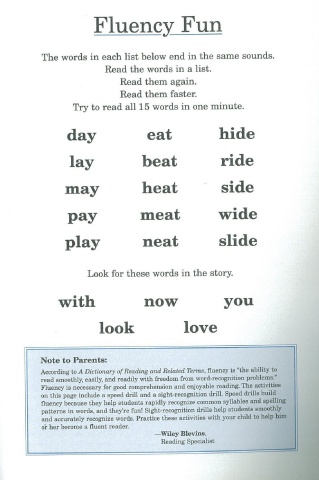 Fluency Fun
The words in each list below end in the same sounds.
Read the words in a list.
Read them again.
Read them faster.
Try to read all 15 words in one minute.
day eat hide
lay beat ride
may heat side
pay meat wide
play neat slide
Look for these words in the story.
with now you
look love
Note to Parents:
According to A Dictionary of Reading and Related Terms, fluency is "the ability to
read smoothly, easily, and readily with freedom from word-recognition problems."
Fluency is necessary for good comprehension and enjoyable reading. The activities
on this page include a speed drill and a sight-recognition drill. Speed drills build
fluency because they help students rapidly recognize common syllables and spelling
patterns in words, and they're fun! Sight-recognition drills help students smoothly
and accurately recognize words. Practice these activities with your child to help him
or her become a fluent reader.
—Wiley Blevins,
Reading Specialist